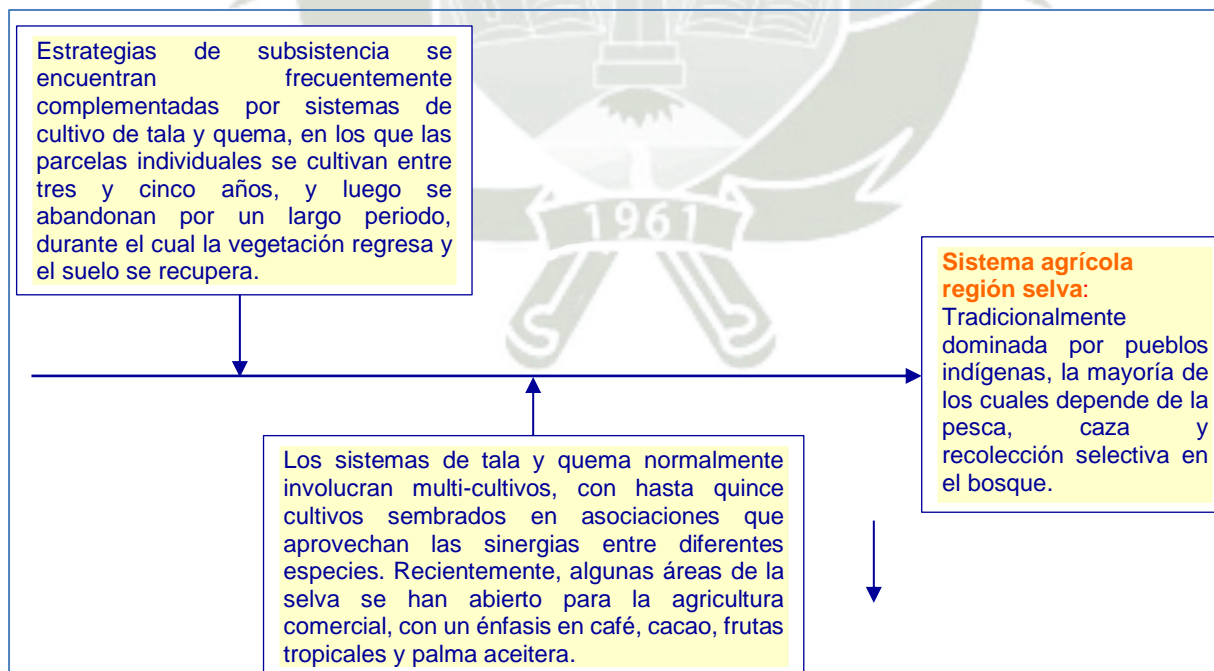 Estrategias de subsistencia se
encuentran frecuentemente
complementadas por sistemas de
cultivo de tala y quema, en los que las
parcelas individuales se cultivan entre
tres y cinco años, y luego se
abandonan por un largo periodo,
durante el cual la vegetación regresa y
el suelo se recupera.
1961
Sistema agrícola
región selva:
Tradicionalmente
dominada por pueblos
indígenas, la mayoría de
los cuales depende de la
pesca, caza y
recolección selectiva en
el bosque.
Los sistemas de tala y quema normalmente
involucran multi-cultivos, con hasta quince
cultivos sembrados en asociaciones que
aprovechan las sinergias entre diferentes
especies. Recientemente, algunas áreas de la
selva se han abierto para la agricultura
comercial, con un énfasis en café, cacao, frutas
tropicales y palma aceitera.